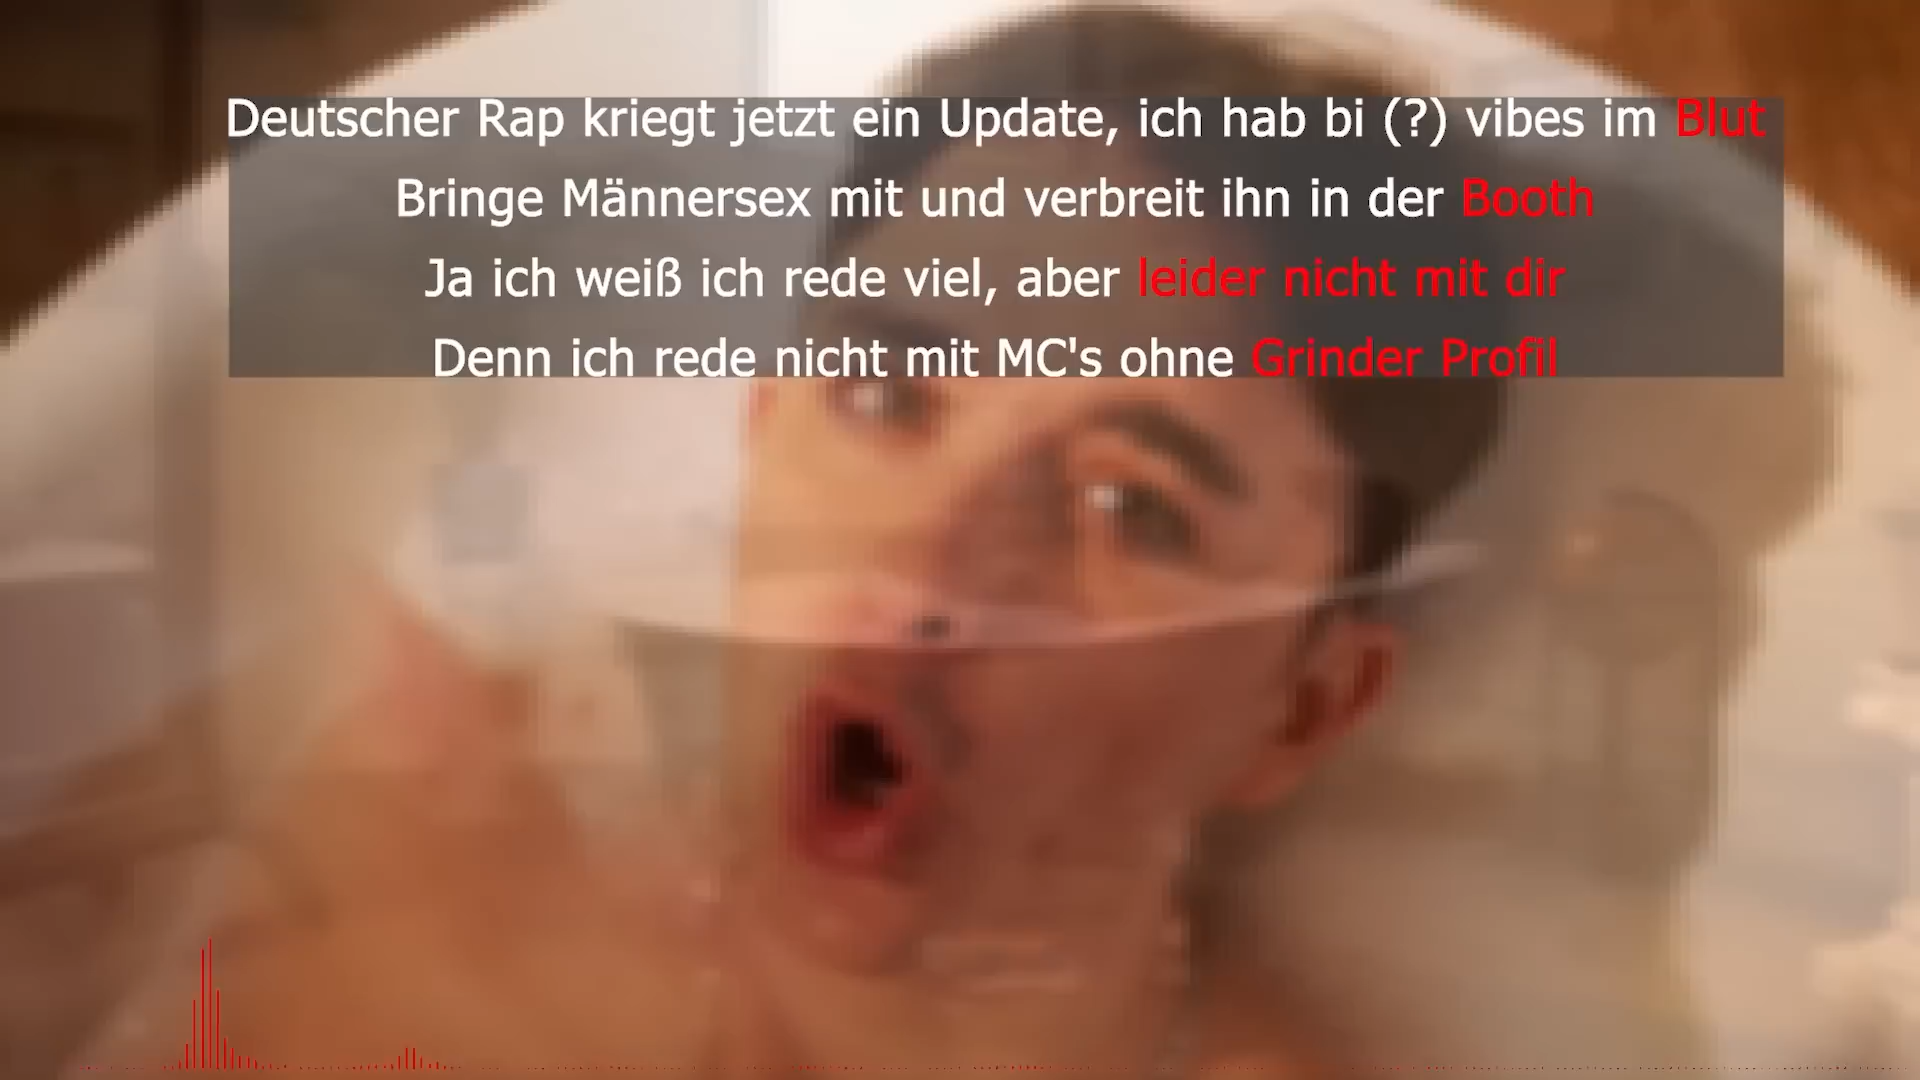 Deutscher Rap kriegt jetzt ein Update, ich hab bi (?) vibes im Blut
Bringe Männersex mit und verbreit ihn in der Booth
Ja ich weiß ich rede viel, aber leider nicht mit dir
Denn ich rede nicht mit MC's ohne Grinder Profil